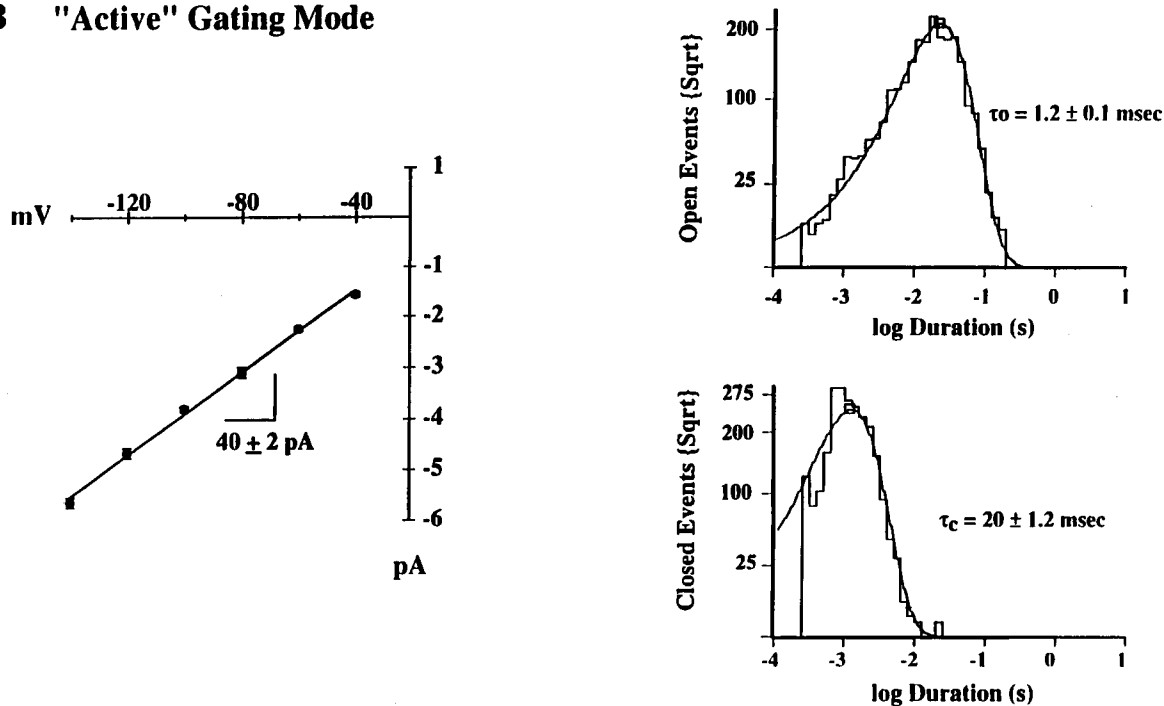 B "Active" Gating Mode
mV
-120
-80
-40
1
-1
-2
-3
-4
-5
-6
40 ± 2 pA
pA
Open Events {Sqrt}
200
100
25
τo = 1.2 ± 0.1 msec
-4 -3 -2 -1 0 1
log Duration (s)
Closed Events {Sqrt}
275
200
100
25
τc = 20 ± 1.2 msec
-4 -3 -2 -1 0 1
log Duration (s)